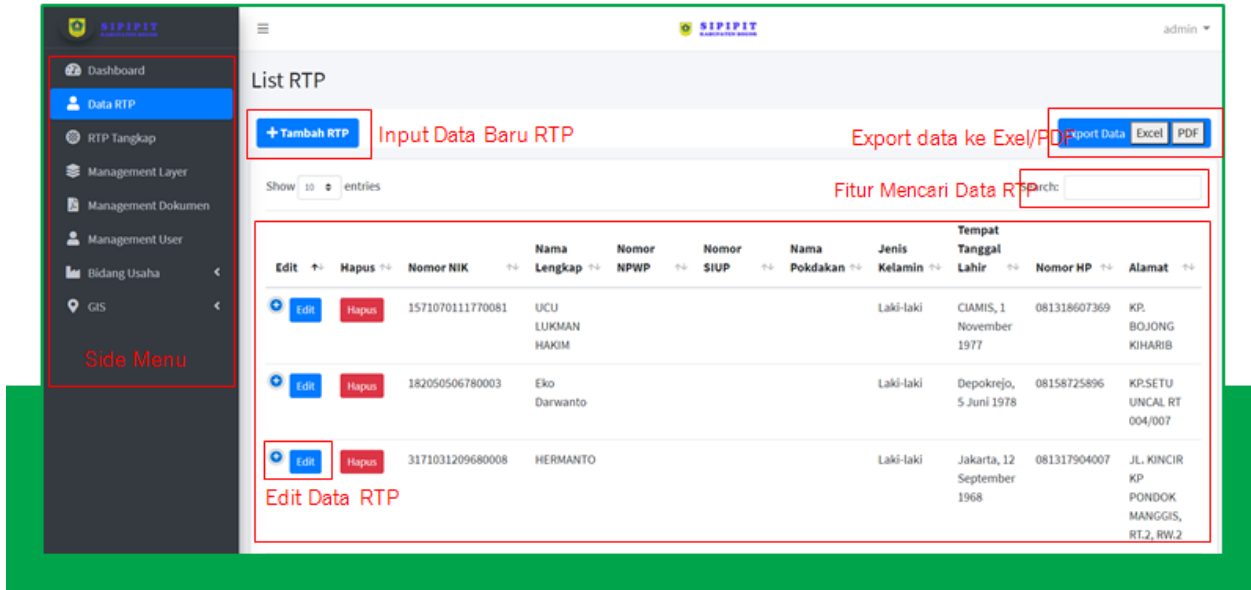 SIPIPIT
KABUPATEN BOGOR
SIPIPIT
KABUPATEN BOGOR
admin
Dashboard
Data RTP
RTP Tangkap
Management Layer
Management Dokumen
Management User
Bidang Usaha
GIS
Side Menu
List RTP
+ Tambah RTP
Input Data Baru RTP
Export data ke Exel/PDF
Export Data Excel PDF
Show 10 entries
Fitur Mencari Data RTP
Search:
Edit Hapus Nomor NIK Nama Lengkap Nomor NPWP Nomor SIUP Nama Pokdakan Jenis Kelamin Tempat Tanggal Lahir Nomor HP Alamat
Edit Hapus 1571070111770081 UCU LUKMAN HAKIM Laki-laki CIAMIS, 1 November 1977 081318607369 KP. BOJONG KIHARIB
Edit Hapus 182050506780003 Eko Darwanto Laki-laki Depokrejo, 5 Juni 1978 08158725896 KP.SETU UNCAL RT 004/007
Edit Hapus 3171031209680008 HERMANTO Laki-laki Jakarta, 12 September 1968 081317904007 JL. KINCIR KP PONDOK MANGGIS, RT.2, RW.2
Edit Data RTP